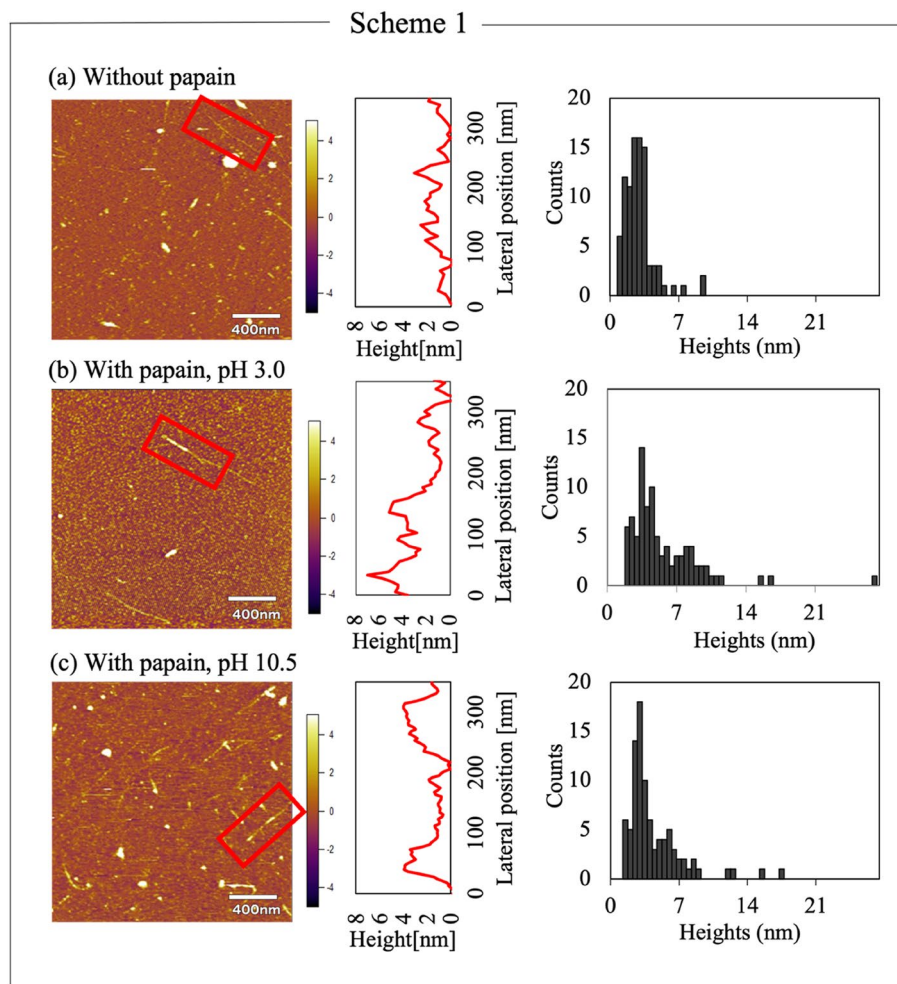 Scheme 1
(a) Without papain
4
2
0
-2
-4
400nm
0 100 200 300
Lateral position [nm]
8 6 4 2 0
Height[nm]
20
15
10
5
0
Counts
0 7 14 21
Heights (nm)
(b) With papain, pH 3.0
4
2
0
-2
-4
400nm
0 100 200 300
Lateral position [nm]
8 6 4 2 0
Height[nm]
20
15
10
5
0
Counts
0 7 14 21
Heights (nm)
(c) With papain, pH 10.5
4
2
0
-2
-4
400nm
0 100 200 300
Lateral position [nm]
8 6 4 2 0
Height[nm]
20
15
10
5
0
Counts
0 7 14 21
Heights (nm)